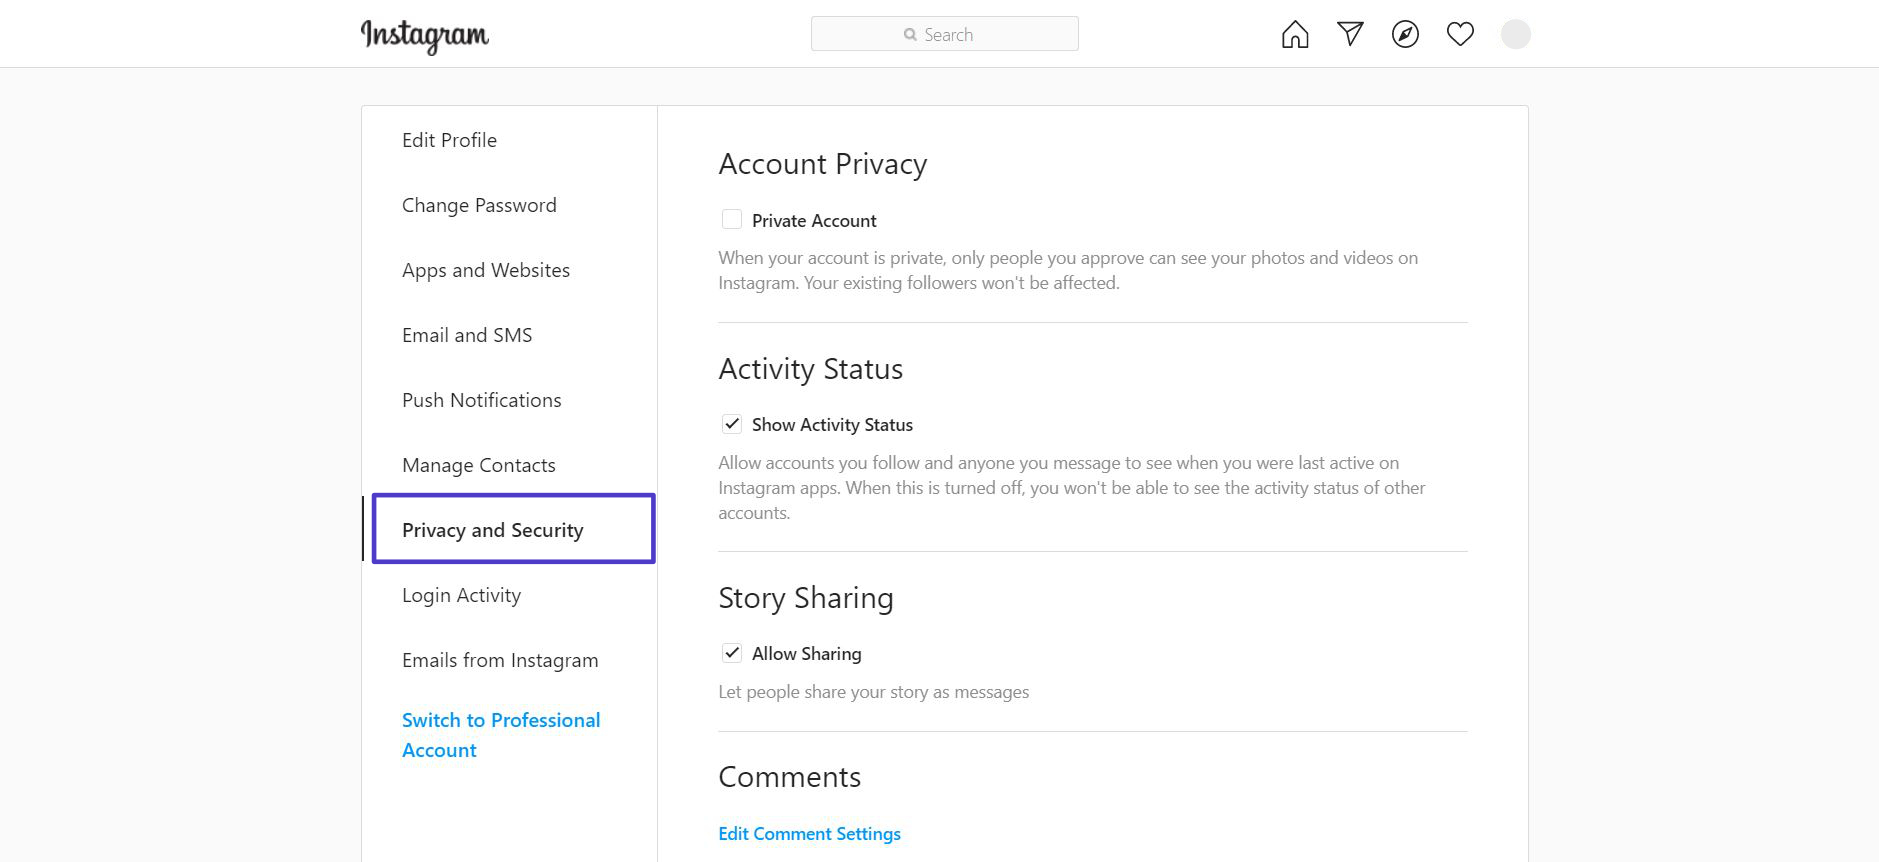 Instagram
Search
Edit Profile
Change Password
Apps and Websites
Email and SMS
Push Notifications
Manage Contacts
Privacy and Security
Login Activity
Emails from Instagram
Switch to Professional
Account
Account Privacy
Private Account
When your account is private, only people you approve can see your photos and videos on
Instagram. Your existing followers won't be affected.
Activity Status
Show Activity Status
Allow accounts you follow and anyone you message to see when you were last active on
Instagram apps. When this is turned off, you won't be able to see the activity status of other
accounts.
Story Sharing
Allow Sharing
Let people share your story as messages
Comments
Edit Comment Settings